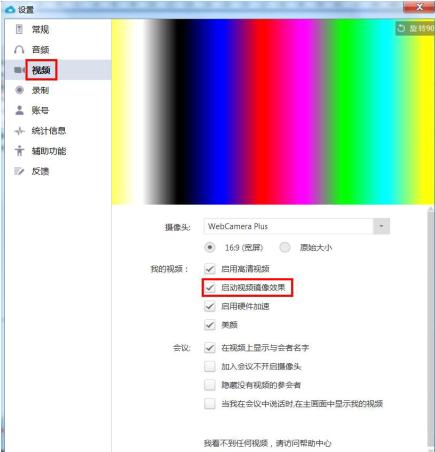 设置
旋转90
常规
音频
视频
录制
账号
统计信息
辅助功能
反馈
摄像头: WebCamera Plus
16:9 (宽屏) 原始大小
我的视频： 启用高清视频
启动视频镜像效果
启用硬件加速
美颜
会议: 在视频上显示与会者名字
加入会议不开启摄像头
隐藏没有视频的参会者
当我在会议中说话时,在主画面中显示我的视频
我看不到任何视频，请访问帮助中心